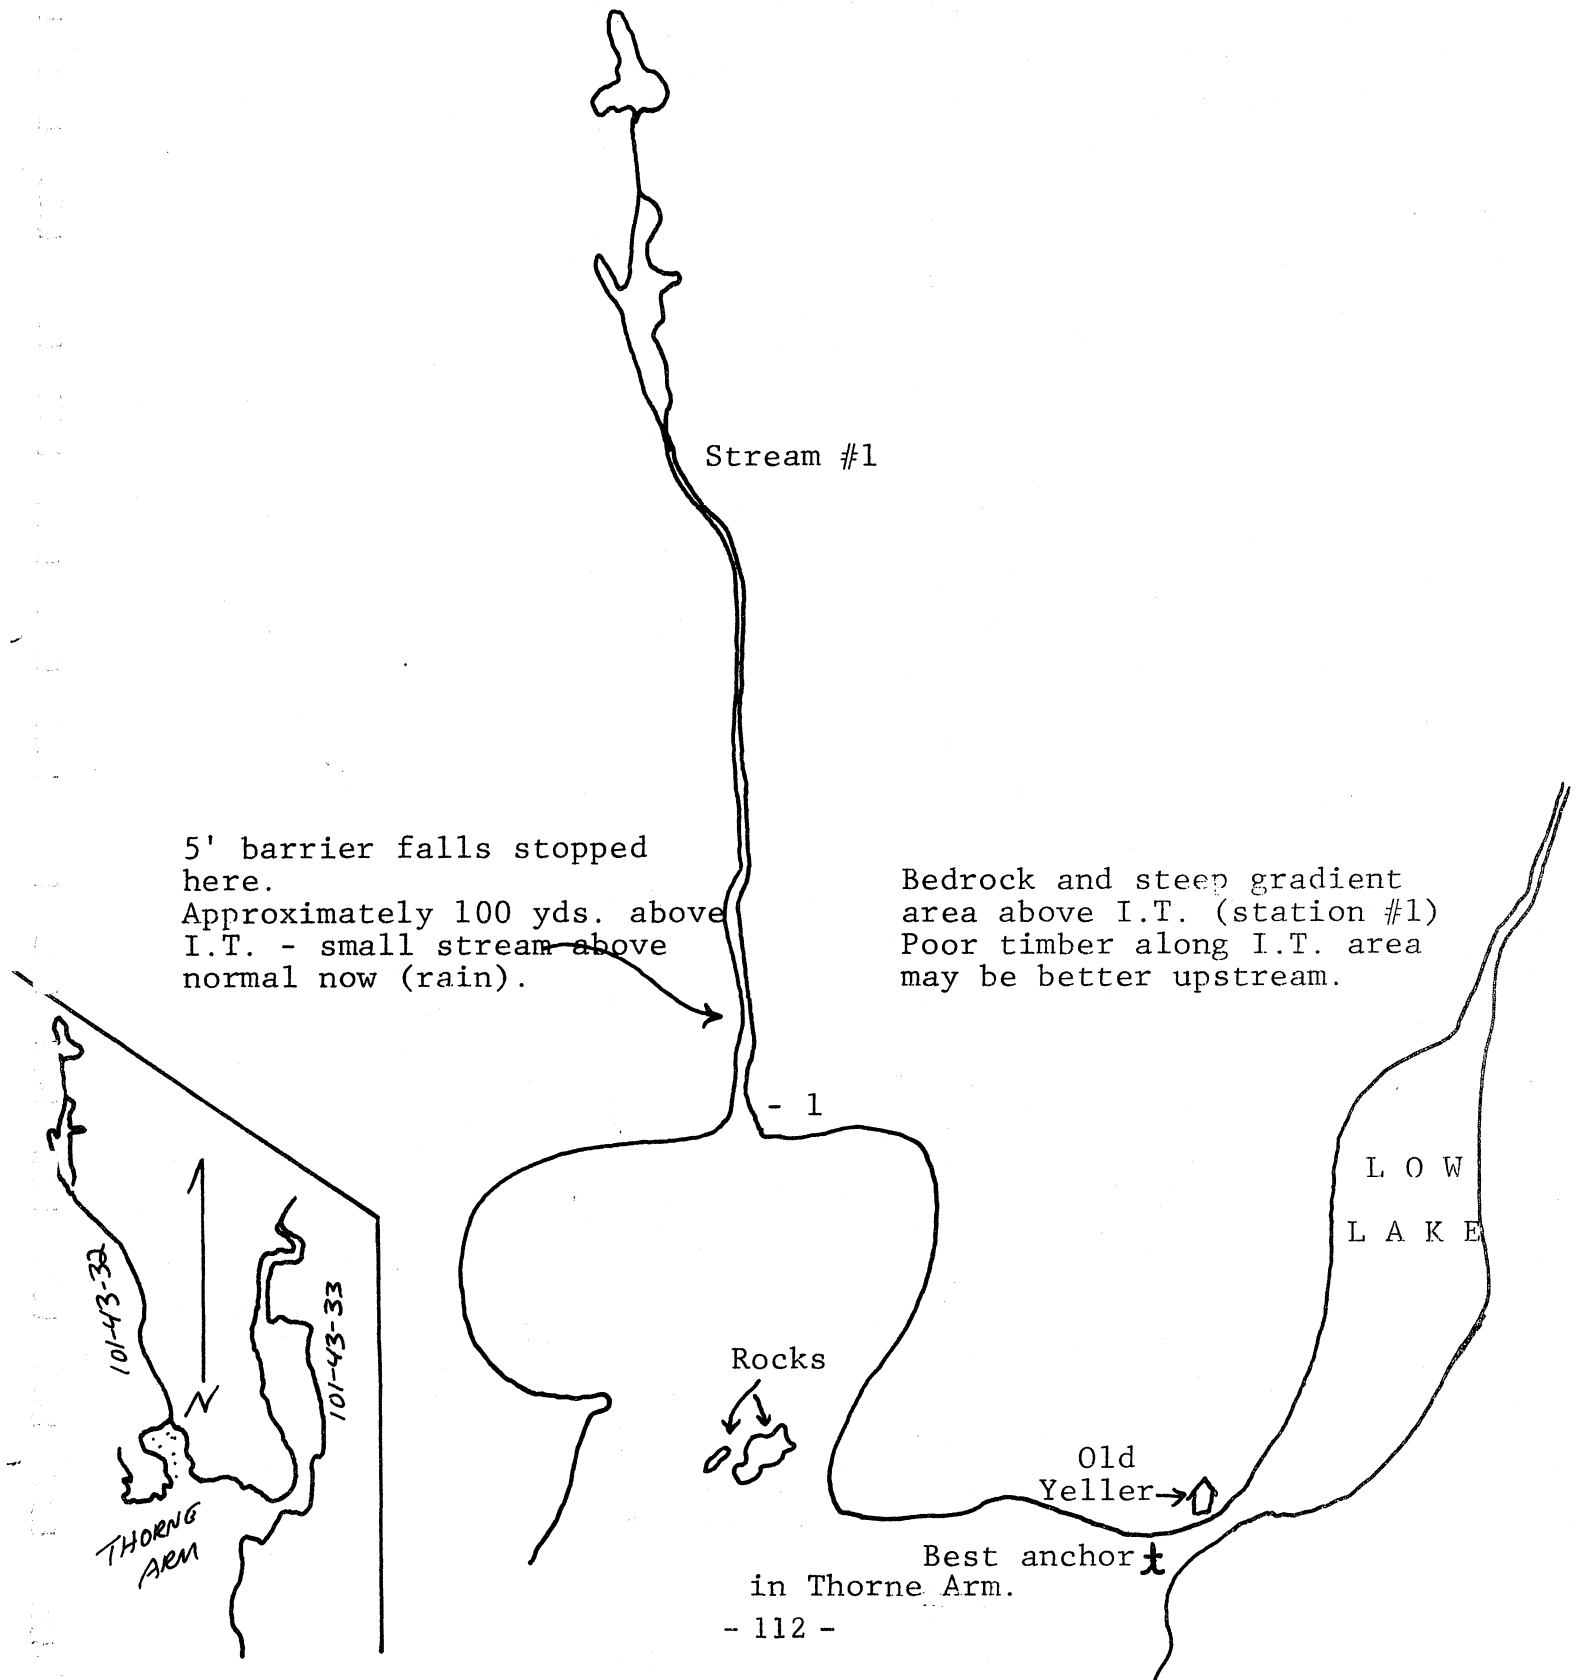 Stream #1
5' barrier falls stopped
here.
Approximately 100 yds. above
I.T. - small stream above
normal now (rain).
Bedrock and steep gradient
area above I.T. (station #1)
Poor timber along I.T. area
may be better upstream.
- 1
LOW
LAKE
101-43-32
N
101-43-33
THORNE
ARM
Rocks
Old
Yeller
Best anchor
in Thorne Arm.
- 112 -